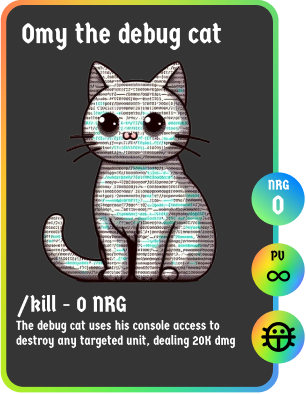 Omy the debug cat
NRG
0
PV
∞
/kill - 0 NRG
The debug cat uses his console access to
destroy any targeted unit, dealing 20K dmg